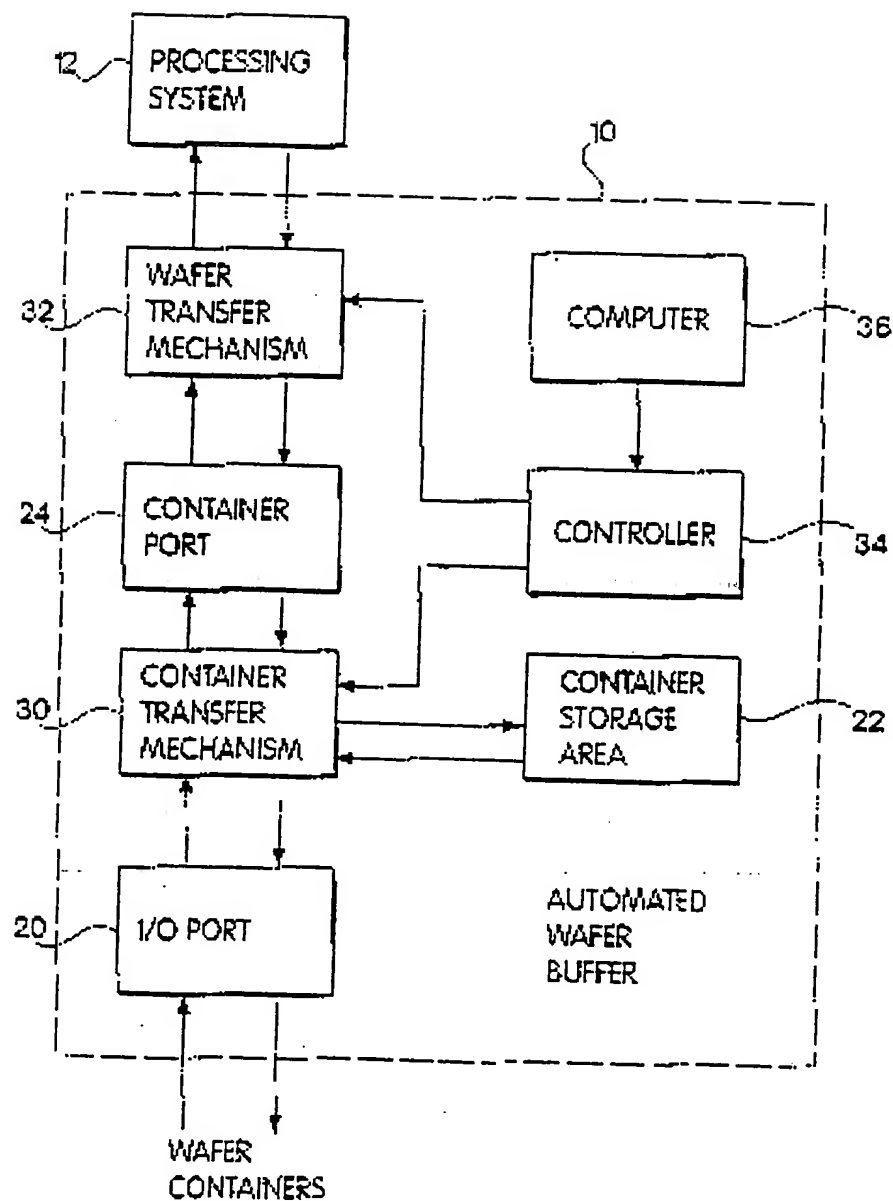 12
PROCESSING
SYSTEM
10
32
WAFER
TRANSFER
MECHANISM
COMPUTER
36
24
CONTAINER
PORT
CONTROLLER
34
30
CONTAINER
TRANSFER
MECHANISM
CONTAINER
STORAGE
AREA
22
20
I/O PORT
AUTOMATED
WAFER
BUFFER
WAFER
CONTAINERS